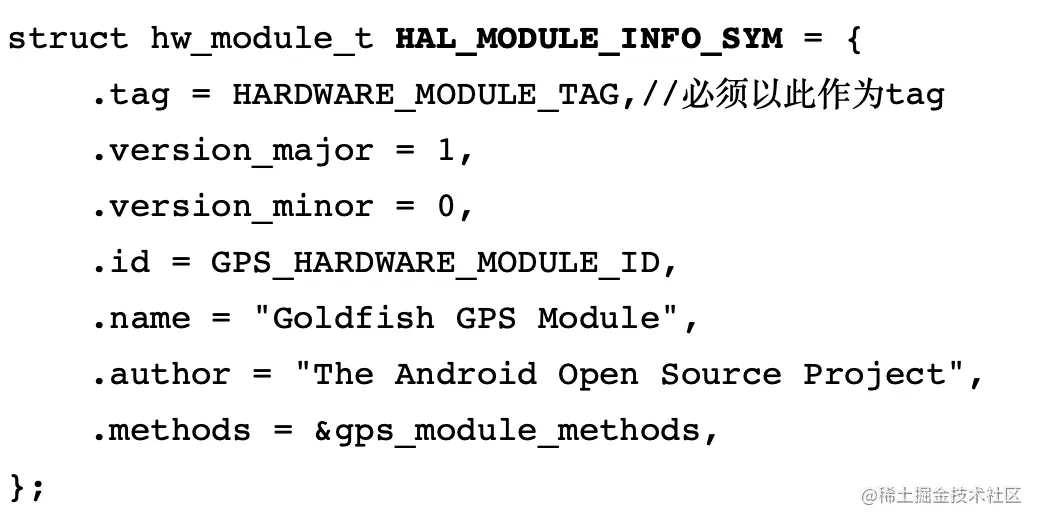 struct hw_module_t HAL_MODULE_INFO_SYM = {
    .tag = HARDWARE_MODULE_TAG,//必须以此作为tag
    .version_major = 1,
    .version_minor = 0,
    .id = GPS_HARDWARE_MODULE_ID,
    .name = "Goldfish GPS Module",
    .author = "The Android Open Source Project",
    .methods = &gps_module_methods,
};
@稀土掘金技术社区